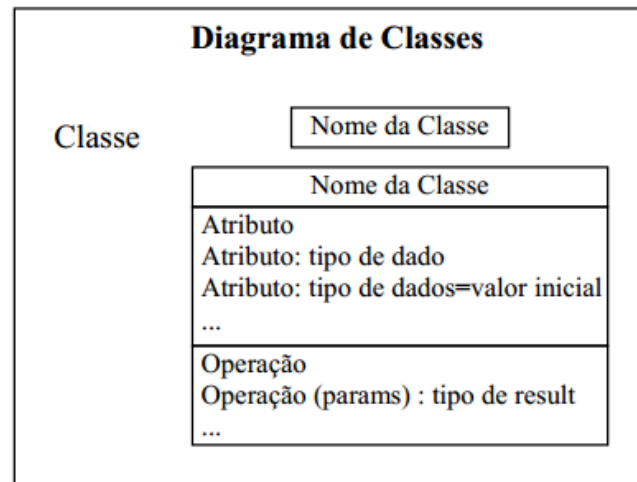 Diagrama de Classes
Classe
Nome da Classe
Nome da Classe
Atributo
Atributo: tipo de dado
Atributo: tipo de dados=valor inicial
...
Operação
Operação (params) : tipo de result
...